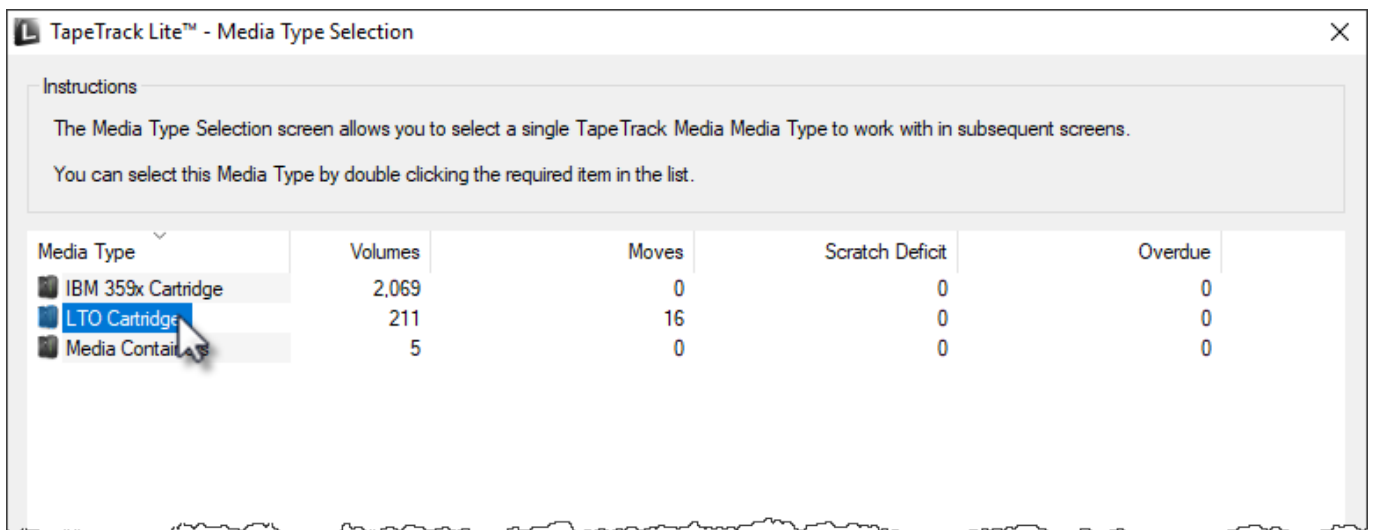 TapeTrack Lite™ - Media Type Selection
Instructions
The Media Type Selection screen allows you to select a single TapeTrack Media Media Type to work with in subsequent screens.
You can select this Media Type by double clicking the required item in the list.
Media Type Volumes Moves Scratch Deficit Overdue
IBM 359x Cartridge 2,069 0 0 0
LTO Cartridge 211 16 0 0
Media 5 0 0 0